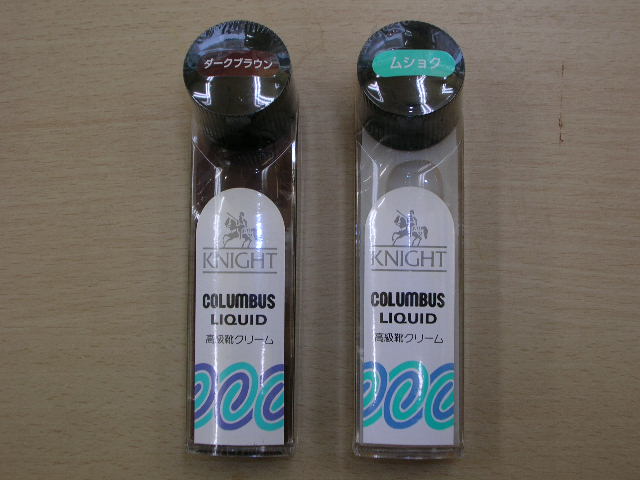 ダークブラウン
KNIGHT
COLUMBUS
LIQUID
高級靴クリーム
ムショク
KNIGHT
COLUMBUS
LIQUID
高級靴クリーム